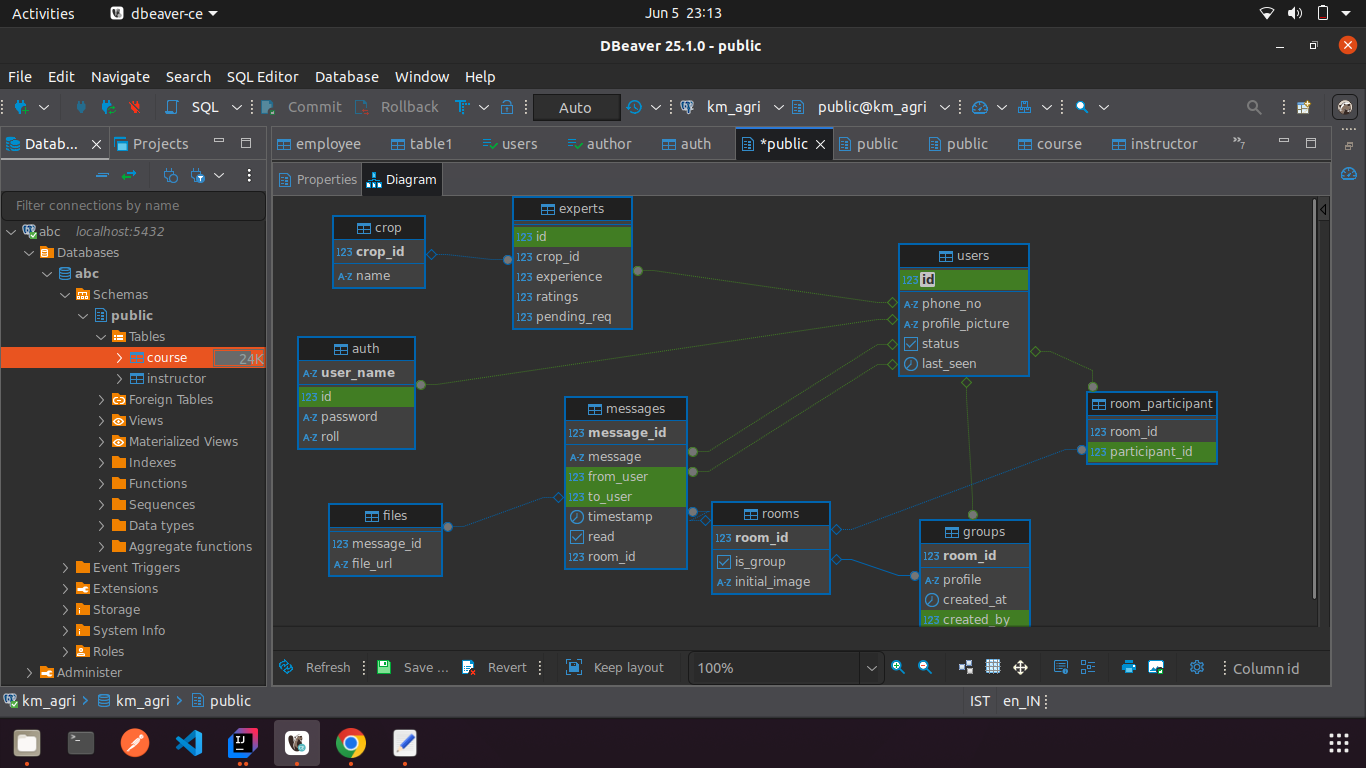 Activities dbeaver-ce Jun 5 23:13
DBeaver 25.1.0 - public
File Edit Navigate Search SQL Editor Database Window Help
SQL Commit Rollback Auto km_agri public@km_agri
Datab... Projects
employee table1 users author auth *public public public course instructor »7
Properties Diagram
Filter connections by name
abc localhost:5432
Databases
abc
Schemas
public
Tables
course 24K
instructor
Foreign Tables
Views
Materialized Views
Indexes
Functions
Sequences
Data types
Aggregate functions
Event Triggers
Extensions
Storage
System Info
Roles
Administer
crop
123 crop_id
A-Z name
experts
123 id
123 crop_id
123 experience
123 ratings
123 pending_req
users
123 id
A-Z phone_no
A-Z profile_picture
status
last_seen
auth
A-Z user_name
123 id
A-Z password
A-Z roll
messages
123 message_id
A-Z message
123 from_user
123 to_user
timestamp
read
123 room_id
room_participant
123 room_id
123 participant_id
files
123 message_id
A-Z file_url
rooms
123 room_id
is_group
A-Z initial_image
groups
123 room_id
A-Z profile
created_at
123 created_by
Refresh Save ... Revert Keep layout 100% Column id
km_agri km_agri public IST en_IN